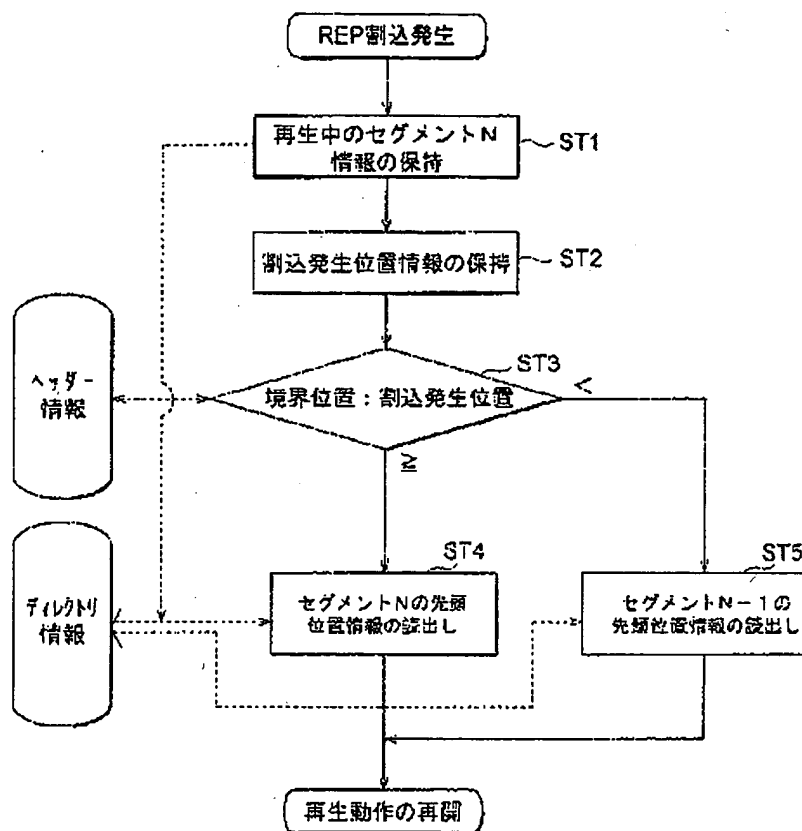 REP割込発生
再生中のセグメントN
情報の保持
ST1
割込発生位置情報の保持
ST2
ST3
境界位置:割込発生位置
<
≧
ヘッダー
情報
ディレクトリ
情報
ST4
セグメントNの先頭
位置情報の読出し
ST5
セグメントN-1の
先頭位置情報の読出し
再生動作の再開